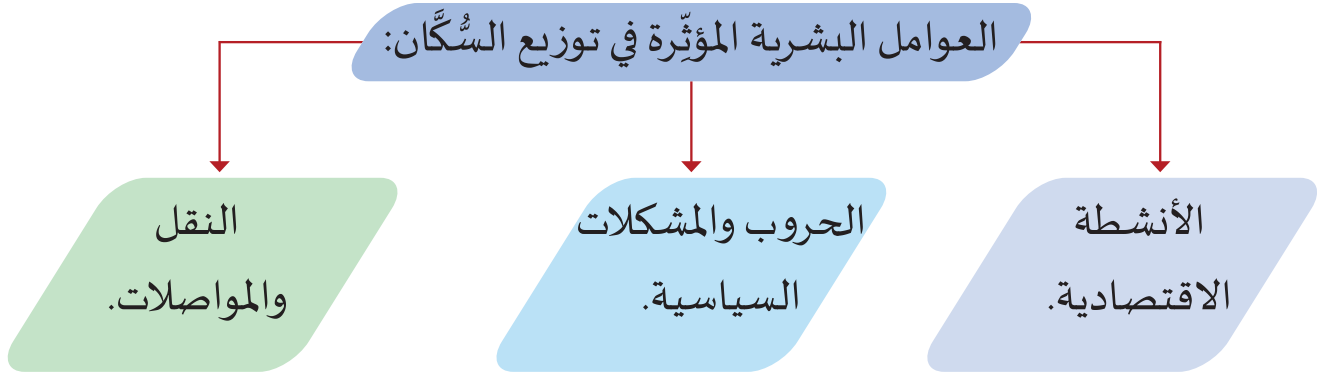 العوامل البشرية المؤثِّرة في توزيع السُّكَّان:
الأنشطة
الاقتصادية.
الحروب والمشكلات
السياسية.
النقل
والمواصلات.